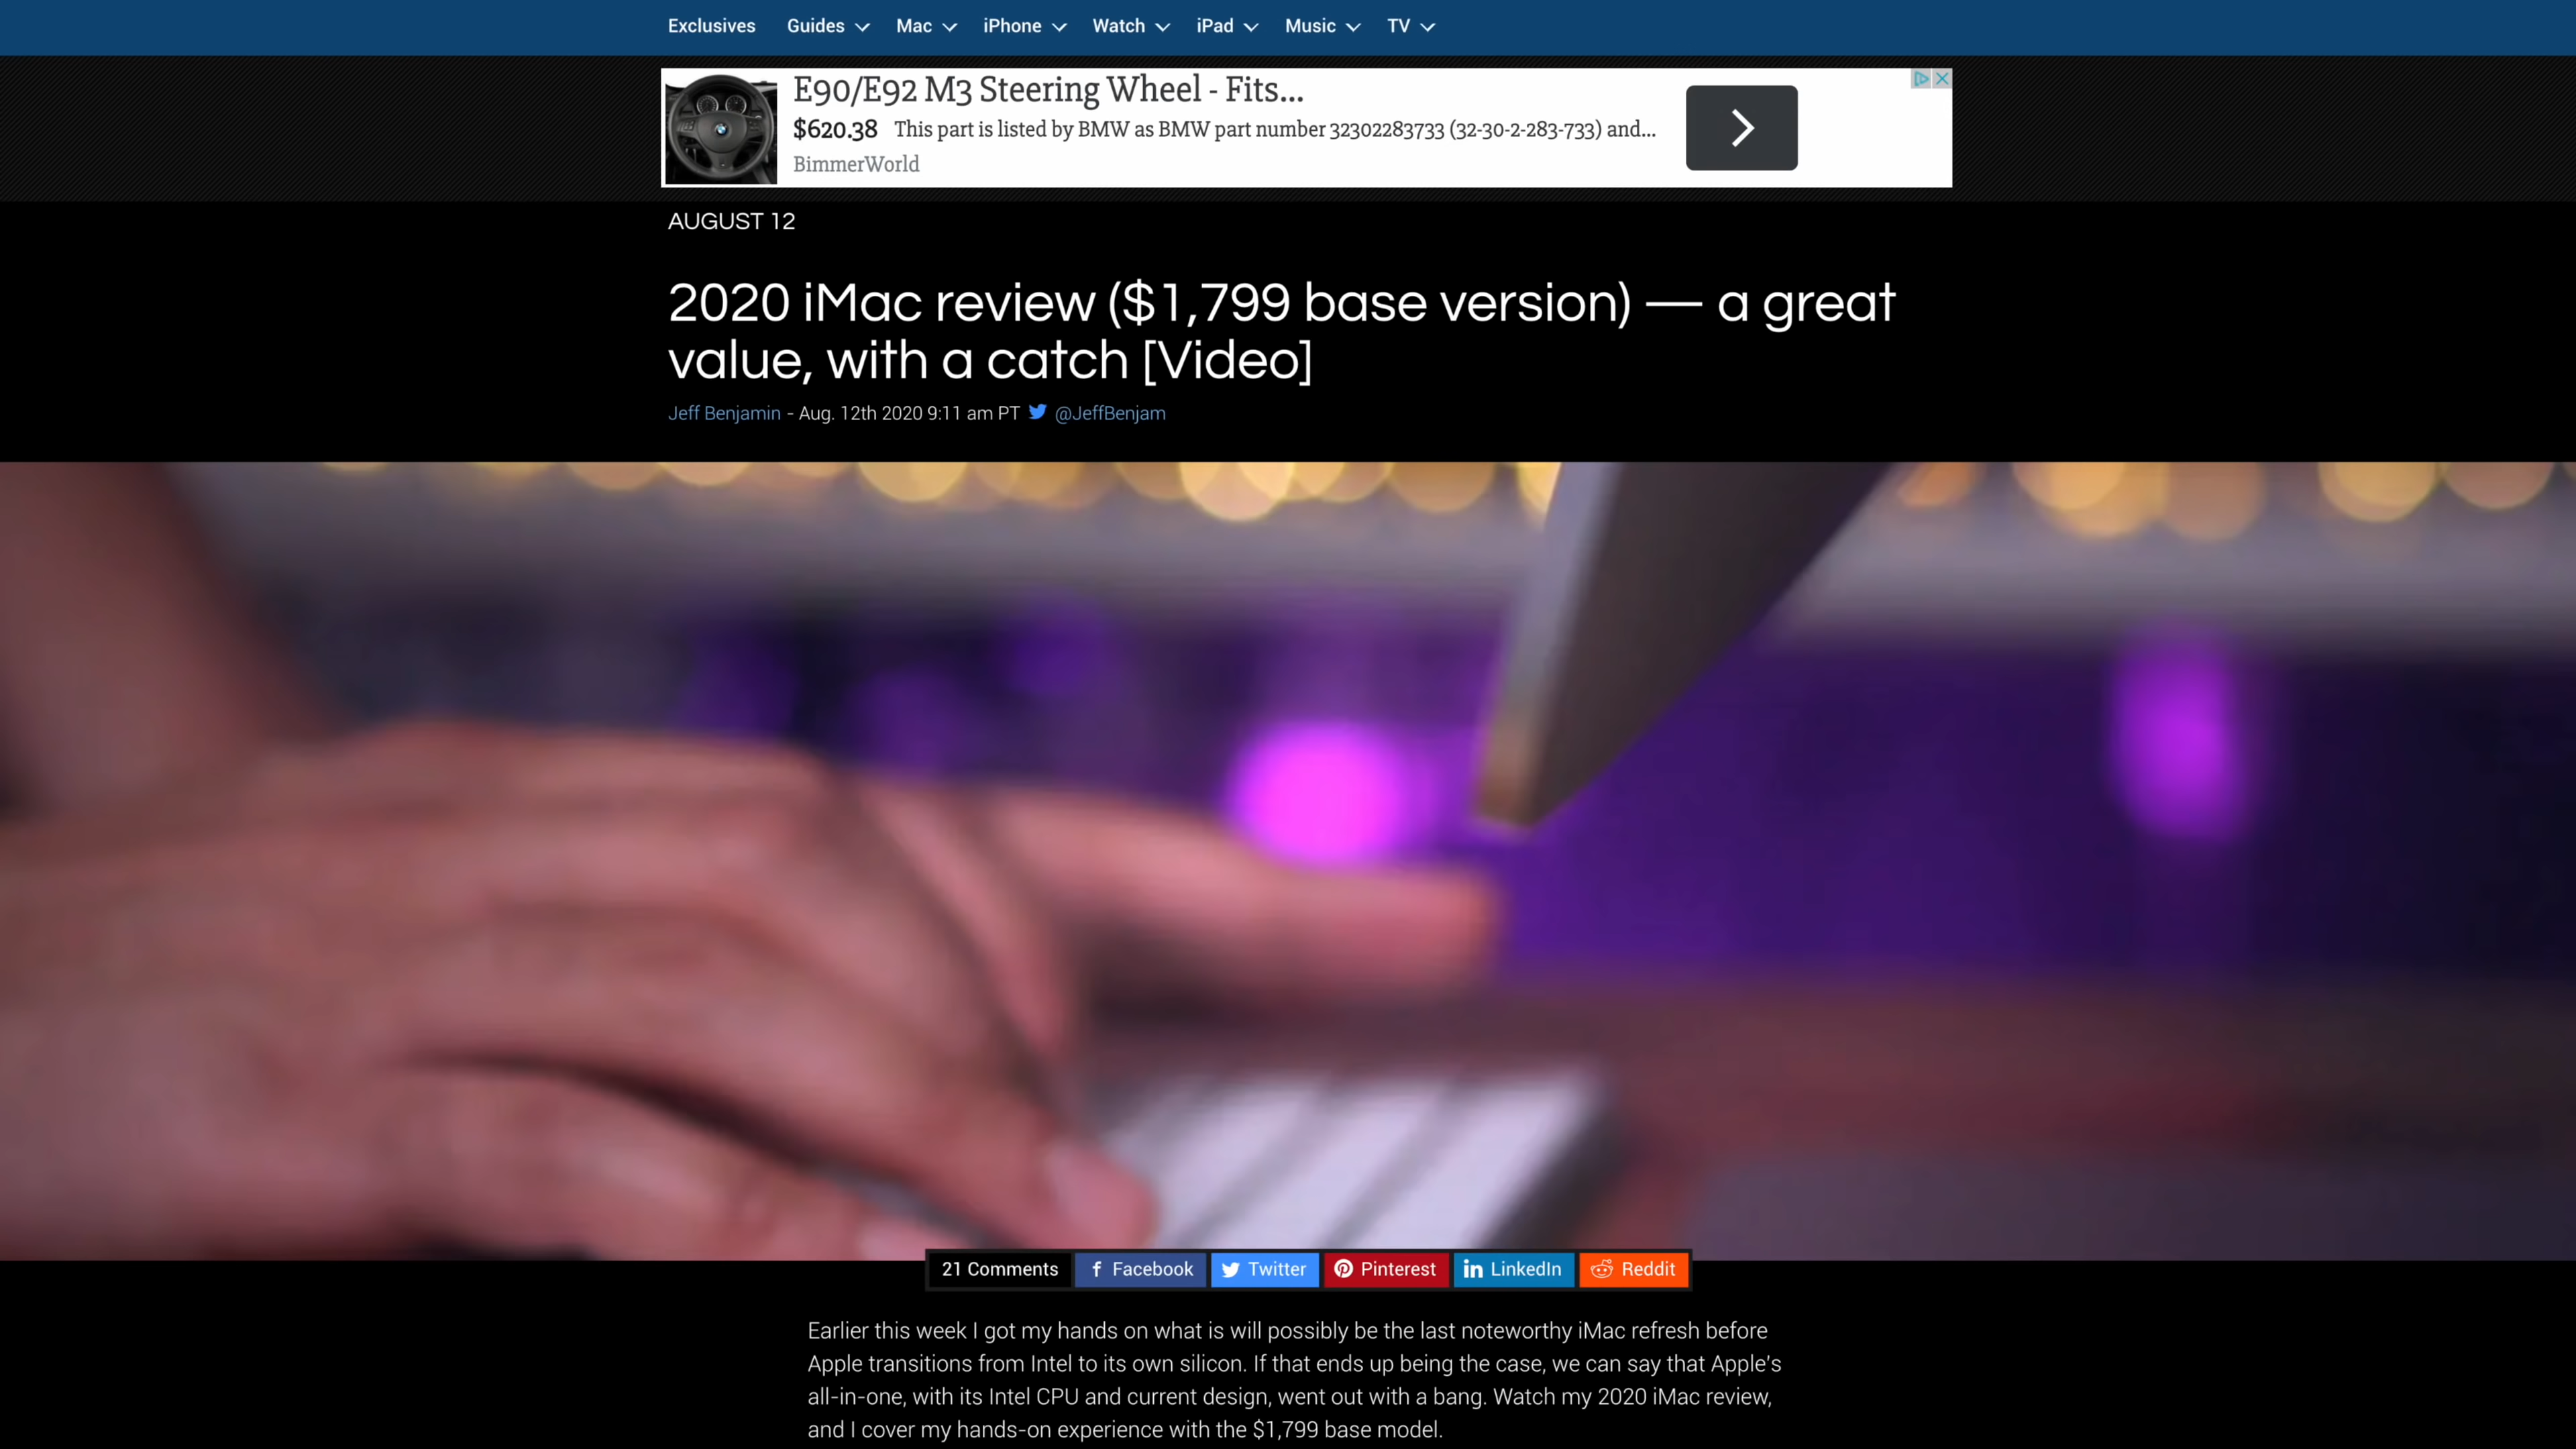 Exclusives Guides Mac iPhone Watch iPad Music TV
E90/E92 M3 Steering Wheel - Fits...
$620.38 This part is listed by BMW as BMW part number 32302283733 (32-30-2-283-733) and...
BimmerWorld
AUGUST 12
2020 iMac review ($1,799 base version) — a great
value, with a catch [Video]
Jeff Benjamin - Aug. 12th 2020 9:11 am PT @JeffBenjam
21 Comments Facebook Twitter Pinterest LinkedIn Reddit
Earlier this week I got my hands on what is will possibly be the last noteworthy iMac refresh before
Apple transitions from Intel to its own silicon. If that ends up being the case, we can say that Apple's
all-in-one, with its Intel CPU and current design, went out with a bang. Watch my 2020 iMac review,
and I cover my hands-on experience with the $1,799 base model.